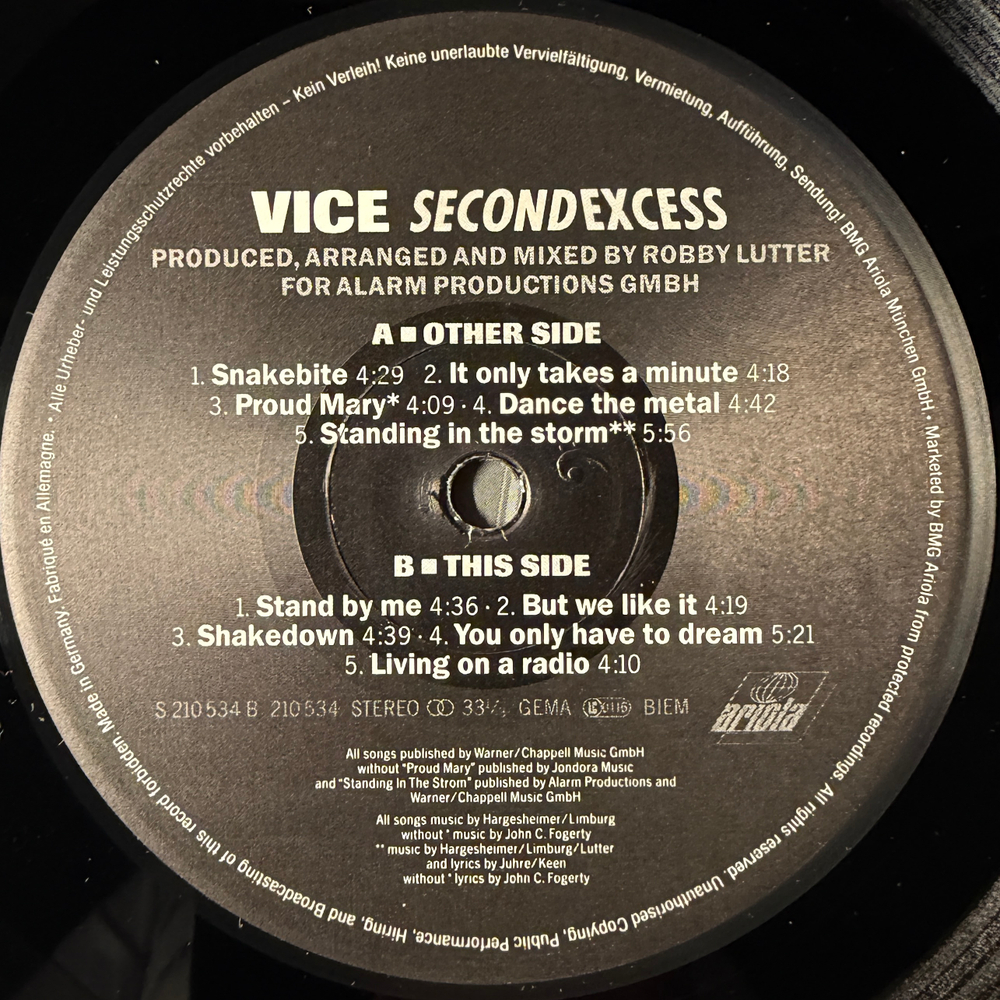 • Alle Urheber- und Leistungsschutzrechte vorbehalten – Kein Verleih! Keine unerlaubte Vervielfältigung, Vermietung, Aufführung, Sendung! BMG Ariola München GmbH. • Marketed by BMG Ariola from protected recordings. All rights reserved. Unauthorised Copying, Public Performance, Hiring, and Broadcasting of this record forbidden. Made in Germany. Fabriqué en Allemagne.
VICE SECOND EXCESS
PRODUCED, ARRANGED AND MIXED BY ROBBY LUTTER
FOR ALARM PRODUCTIONS GMBH
A ■ OTHER SIDE
1. Snakebite 4:29 2. It only takes a minute 4:18
3. Proud Mary* 4:09 · 4. Dance the metal 4:42
5. Standing in the storm** 5:56
B ■ THIS SIDE
1. Stand by me 4:36 · 2. But we like it 4:19
3. Shakedown 4:39 · 4. You only have to dream 5:21
5. Living on a radio 4:10
S 210 534 B 210 534 STEREO 33⅓ GEMA BIEM
ariola
All songs published by Warner/Chappell Music GmbH
without "Proud Mary" published by Jondora Music
and "Standing In The Strom" published by Alarm Productions and
Warner/Chappell Music GmbH
All songs music by Hargesheimer/Limburg
without * music by John C. Fogerty
** music by Hargesheimer/Limburg/Lutter
and lyrics by Juhre/Keen
without * lyrics by John C. Fogerty